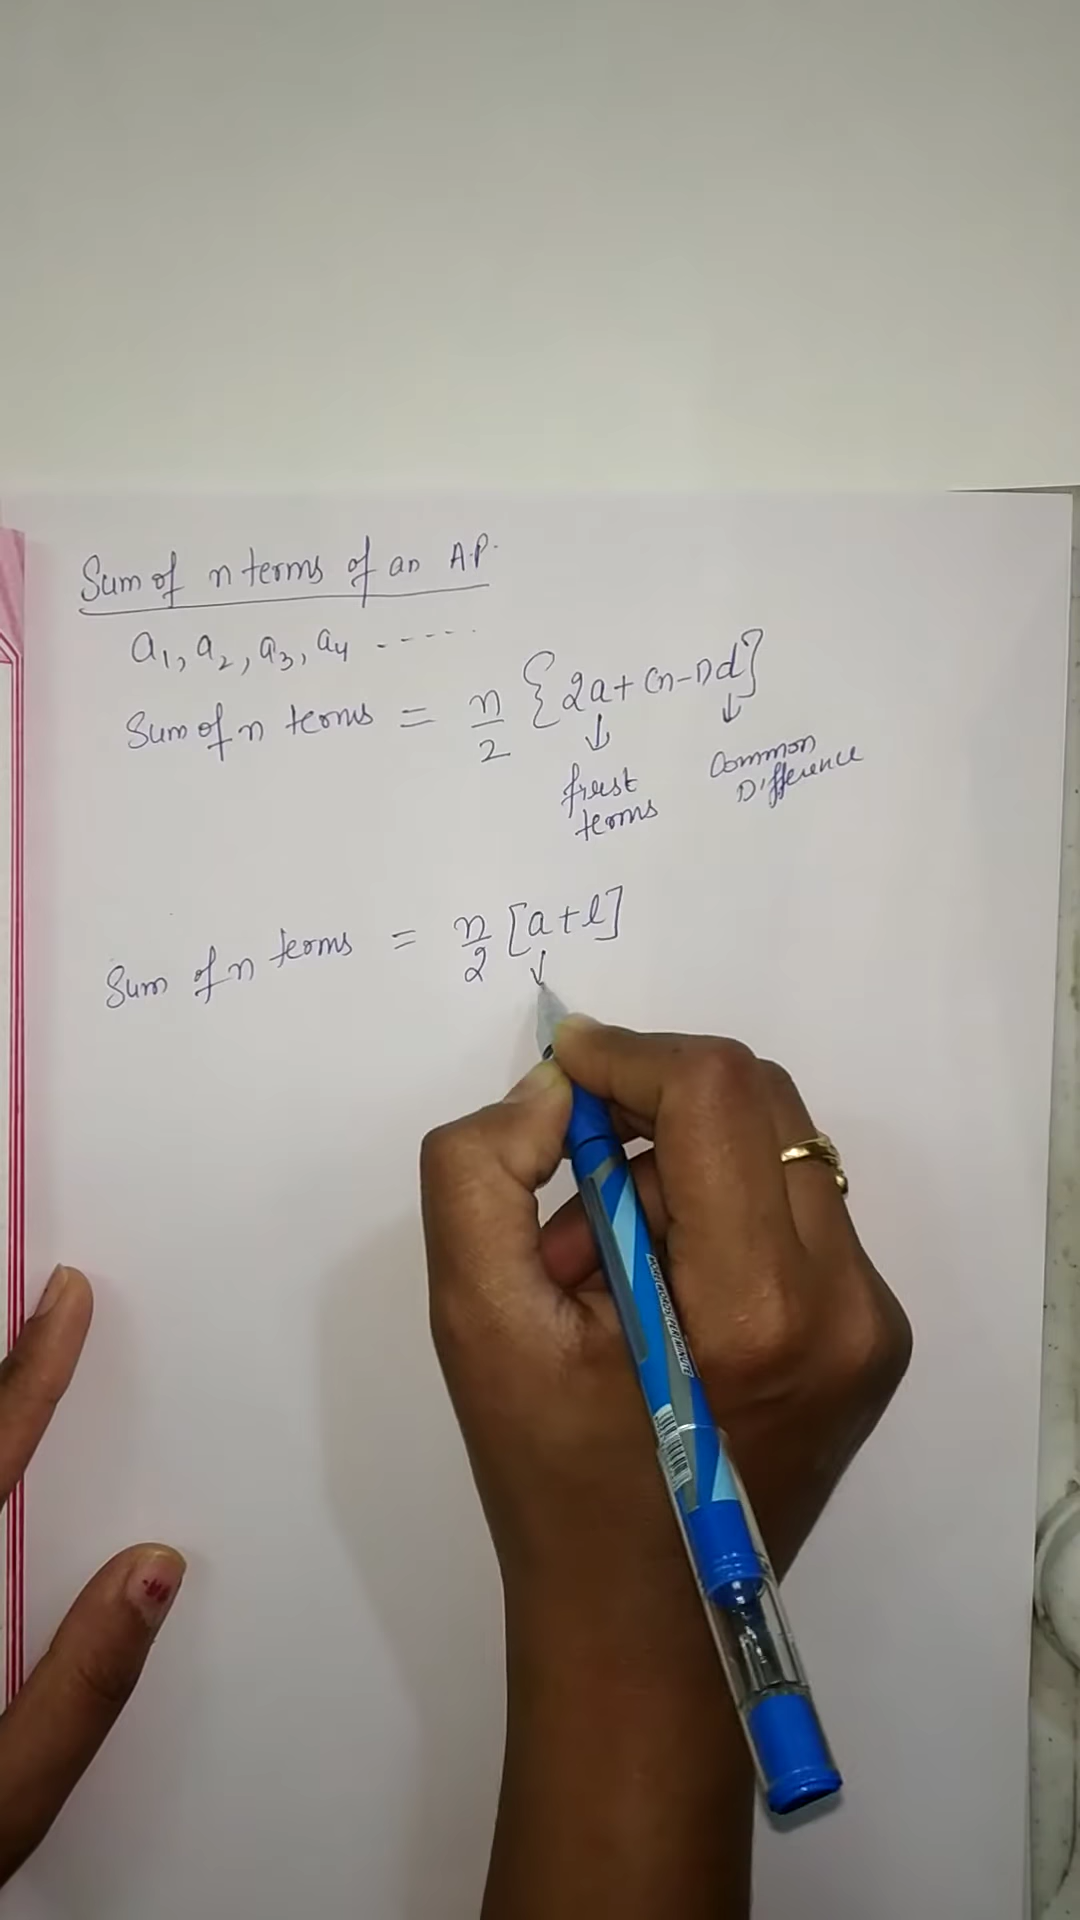 Sum of n terms of an A.P.
a₁, a₂, a₃, a₄ ------
Sum of n terms = n/2 {2a+(n-1)d}
↓ ↓
first terms
Common Difference
Sum of n terms = n/2 [a+l]
↓